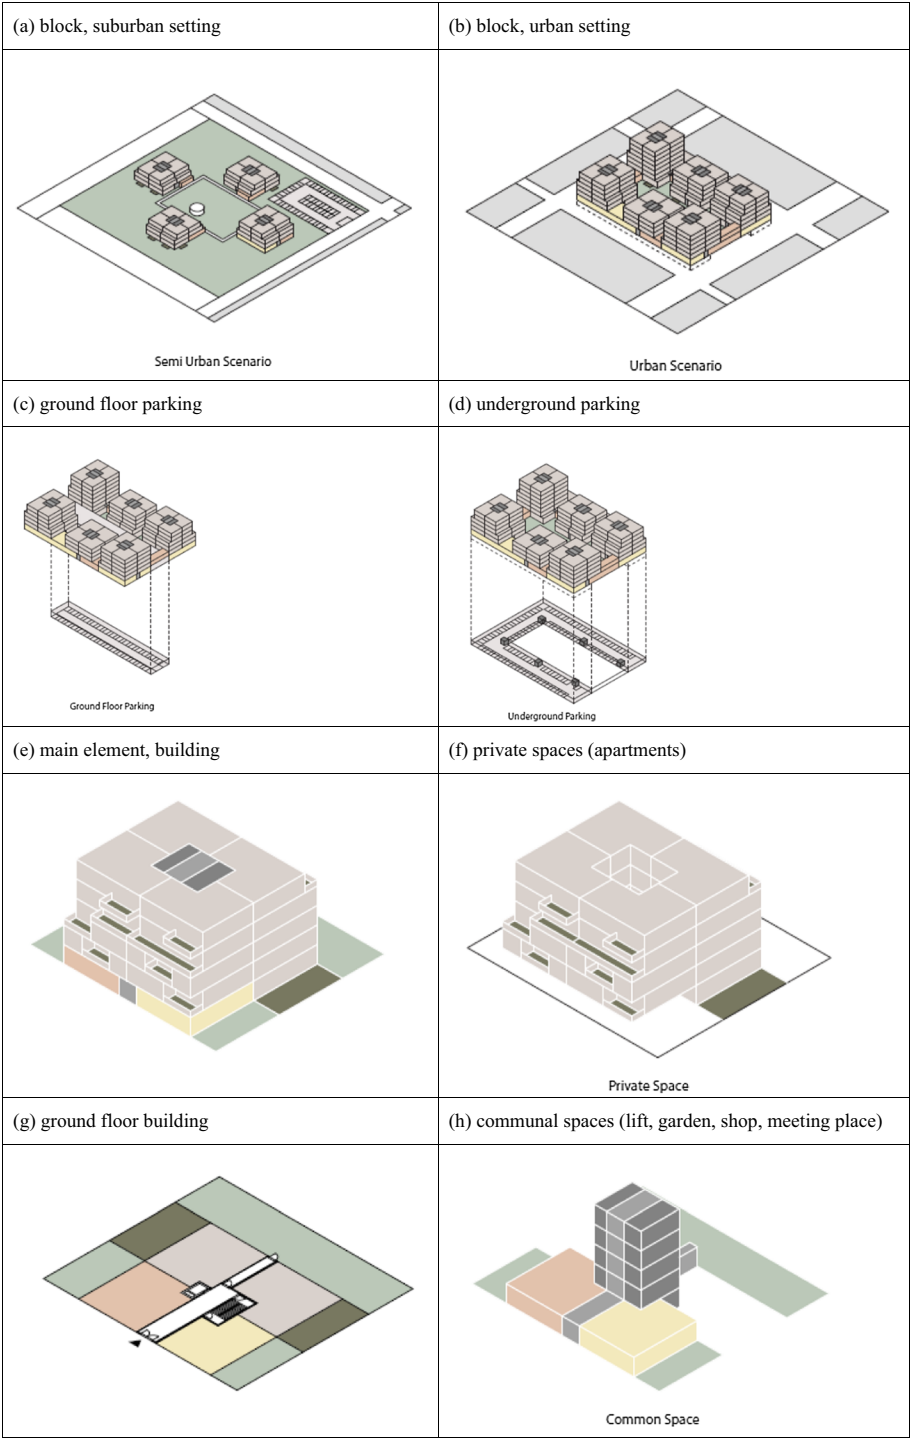 (a) block, suburban setting
(b) block, urban setting
Semi Urban Scenario
Urban Scenario
(c) ground floor parking
(d) underground parking
Ground Floor Parking
Underground Parking
(e) main element, building
(f) private spaces (apartments)
Private Space
(g) ground floor building
(h) communal spaces (lift, garden, shop, meeting place)
Common Space